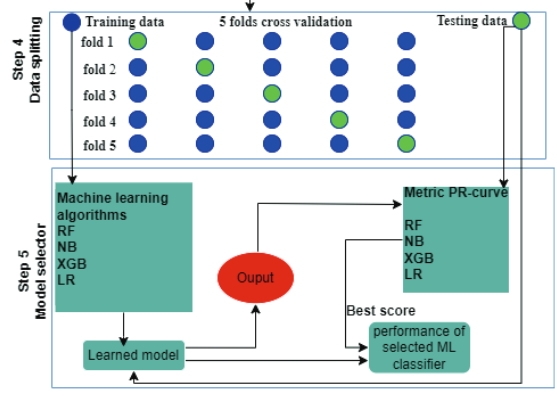 Step 4
Data splitting
Training data
5 folds cross validation
Testing data
fold 1
fold 2
fold 3
fold 4
fold 5
Step 5
Model selector
Machine learning
algorithms
RF
NB
XGB
LR
Metric PR-curve
RF
NB
XGB
LR
Ouput
Best score
Learned model
performance of
selected ML
classifier